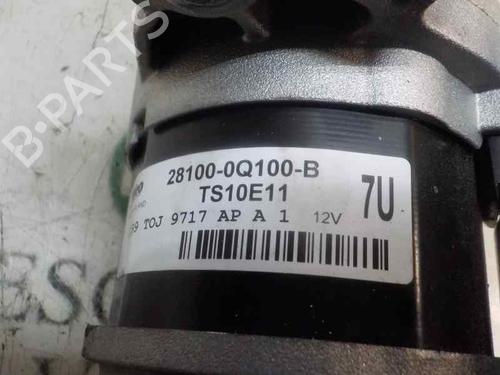 B-PARTS
28100-0Q100-B
TS10E11
7U
TOJ 9717 AP A 1 12V